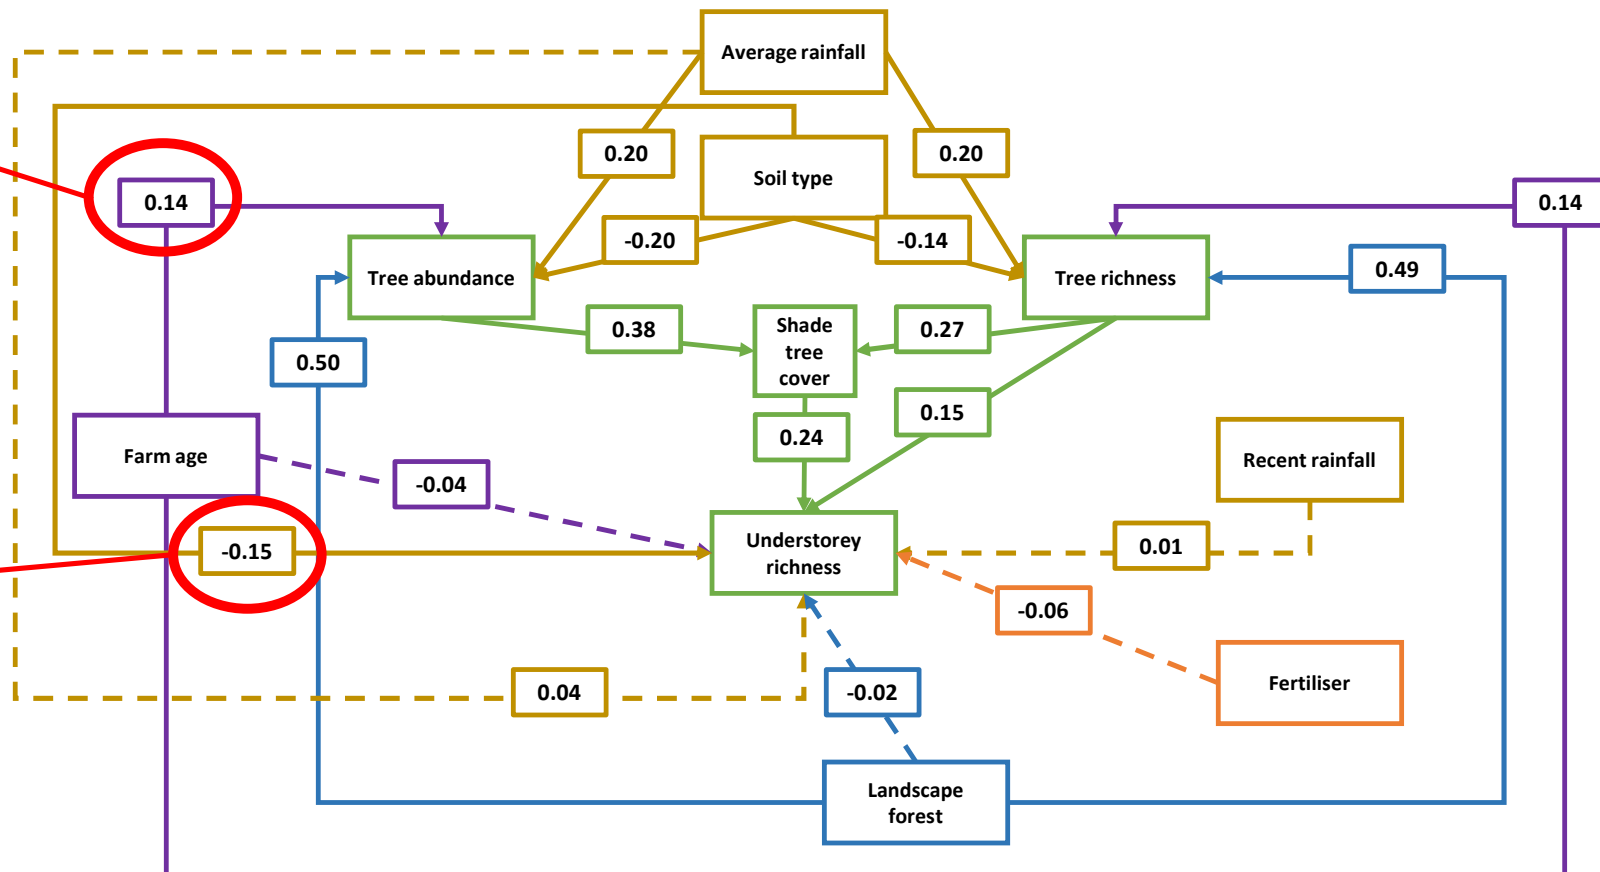 Average rainfall
0.20
0.20
Soil type
0.14
0.14
-0.20
-0.14
Tree abundance
Tree richness
0.49
0.38
Shade
tree
cover
0.27
0.50
0.15
0.24
Farm age
Recent rainfall
-0.04
Understorey
richness
0.01
-0.15
-0.06
Fertiliser
0.04
-0.02
Landscape
forest